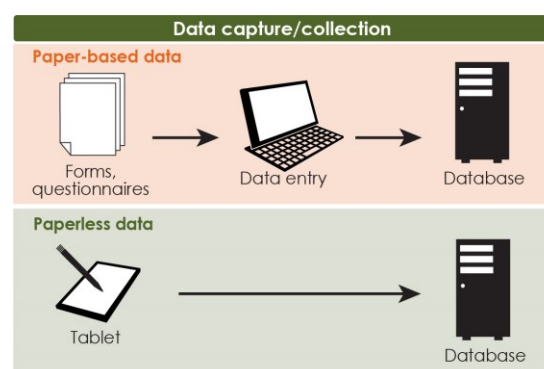 Data capture/collection
Paper-based data
Forms,
questionnaires
Data entry
Database
Paperless data
Tablet
Database